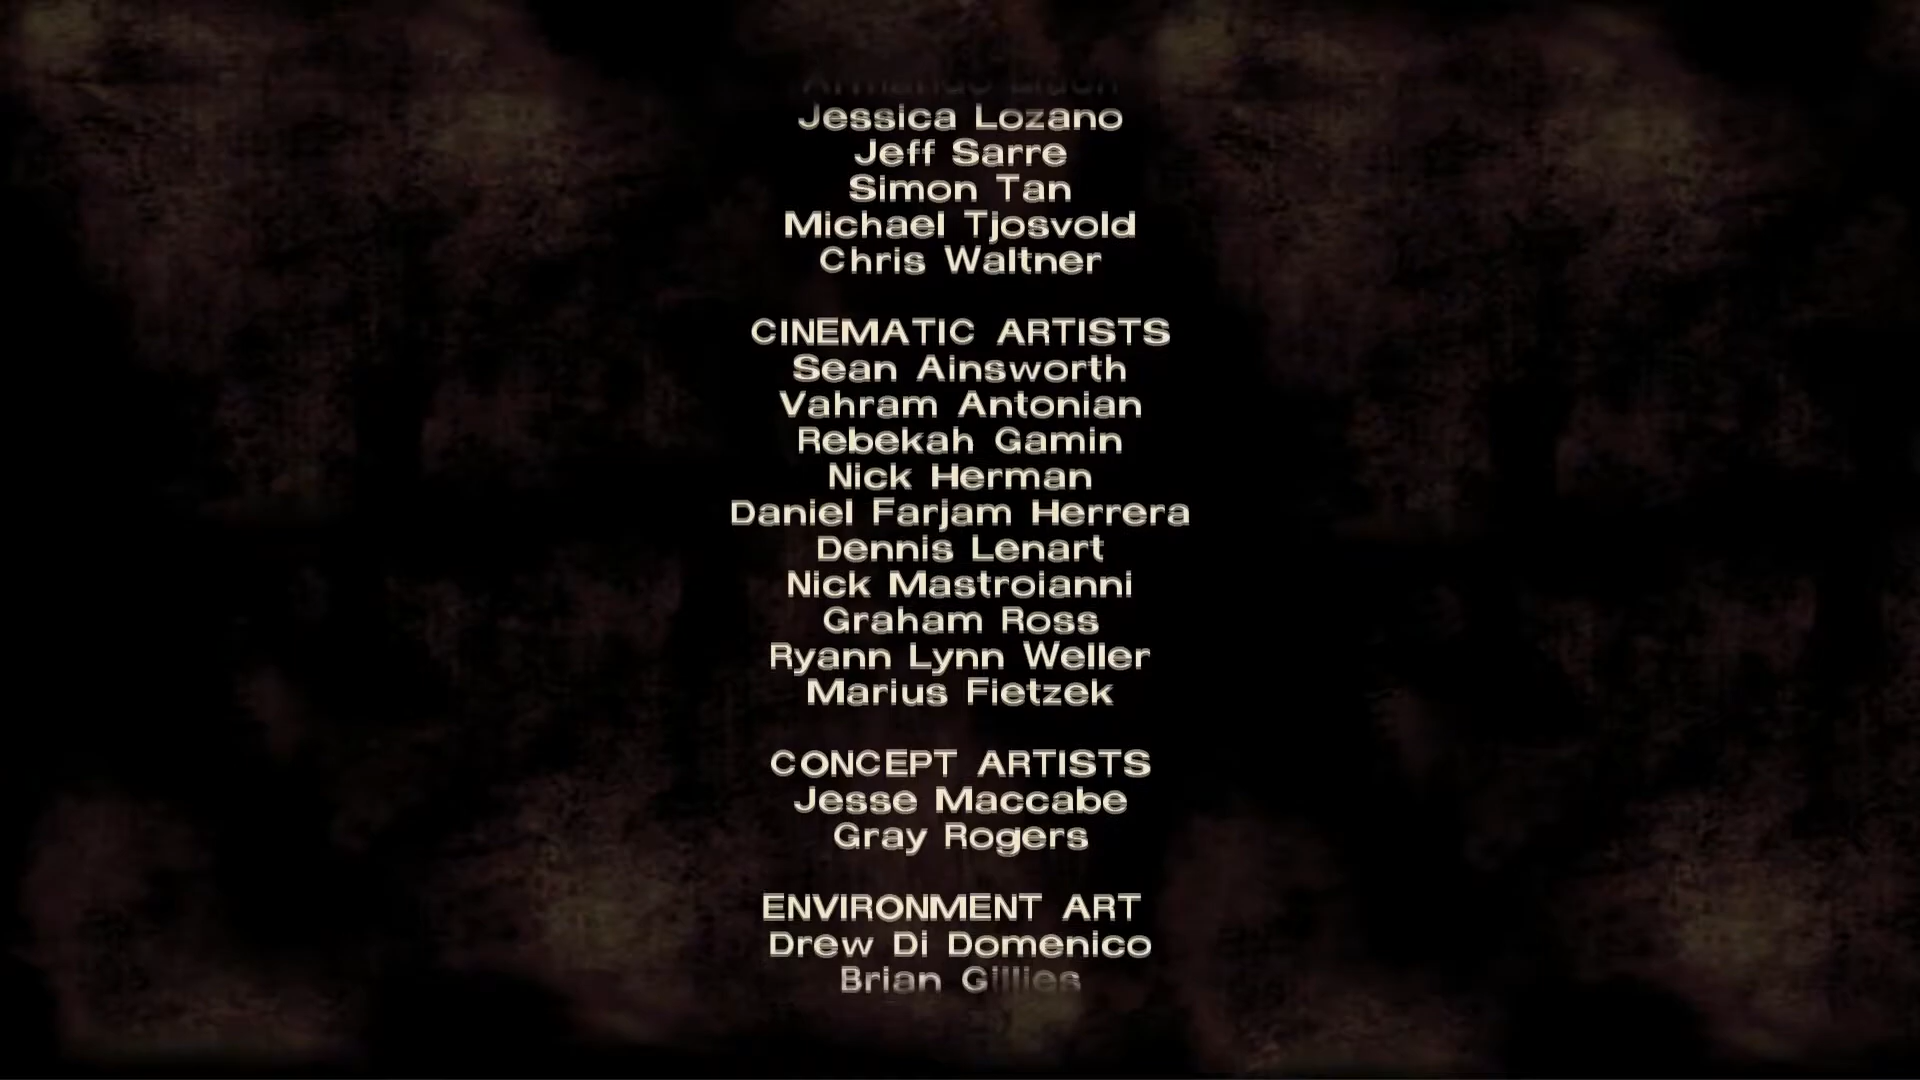 Jessica Lozano
Jeff Sarre
Simon Tan
Michael Tjosvold
Chris Waltner
CINEMATIC ARTISTS
Sean Ainsworth
Vahram Antonian
Rebekah Gamin
Nick Herman
Daniel Farjam Herrera
Dennis Lenart
Nick Mastroianni
Graham Ross
Ryann Lynn Weller
Marius Fietzek
CONCEPT ARTISTS
Jesse Maccabe
Gray Rogers
ENVIRONMENT ART
Drew Di Domenico
Brian Gillies